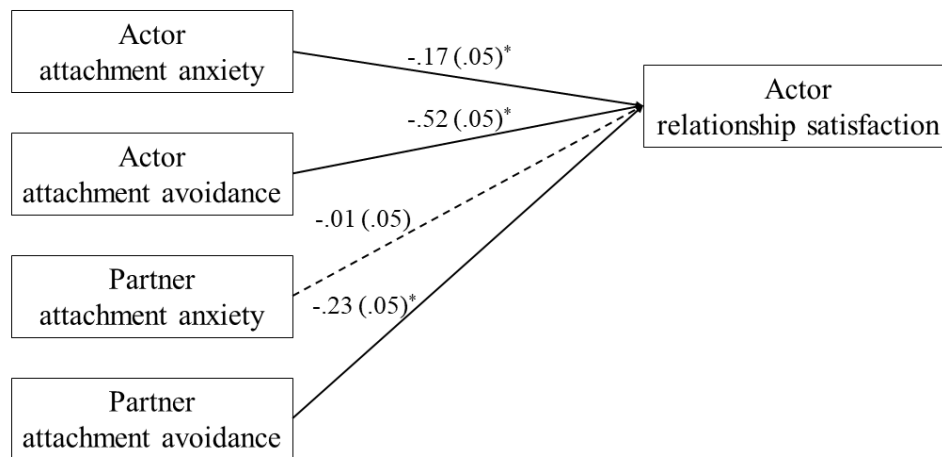 Actor
attachment anxiety
-.17 (.05)*
Actor
relationship satisfaction
-.52 (.05)*
Actor
attachment avoidance
-.01 (.05)
Partner
attachment anxiety
-.23 (.05)*
Partner
attachment avoidance